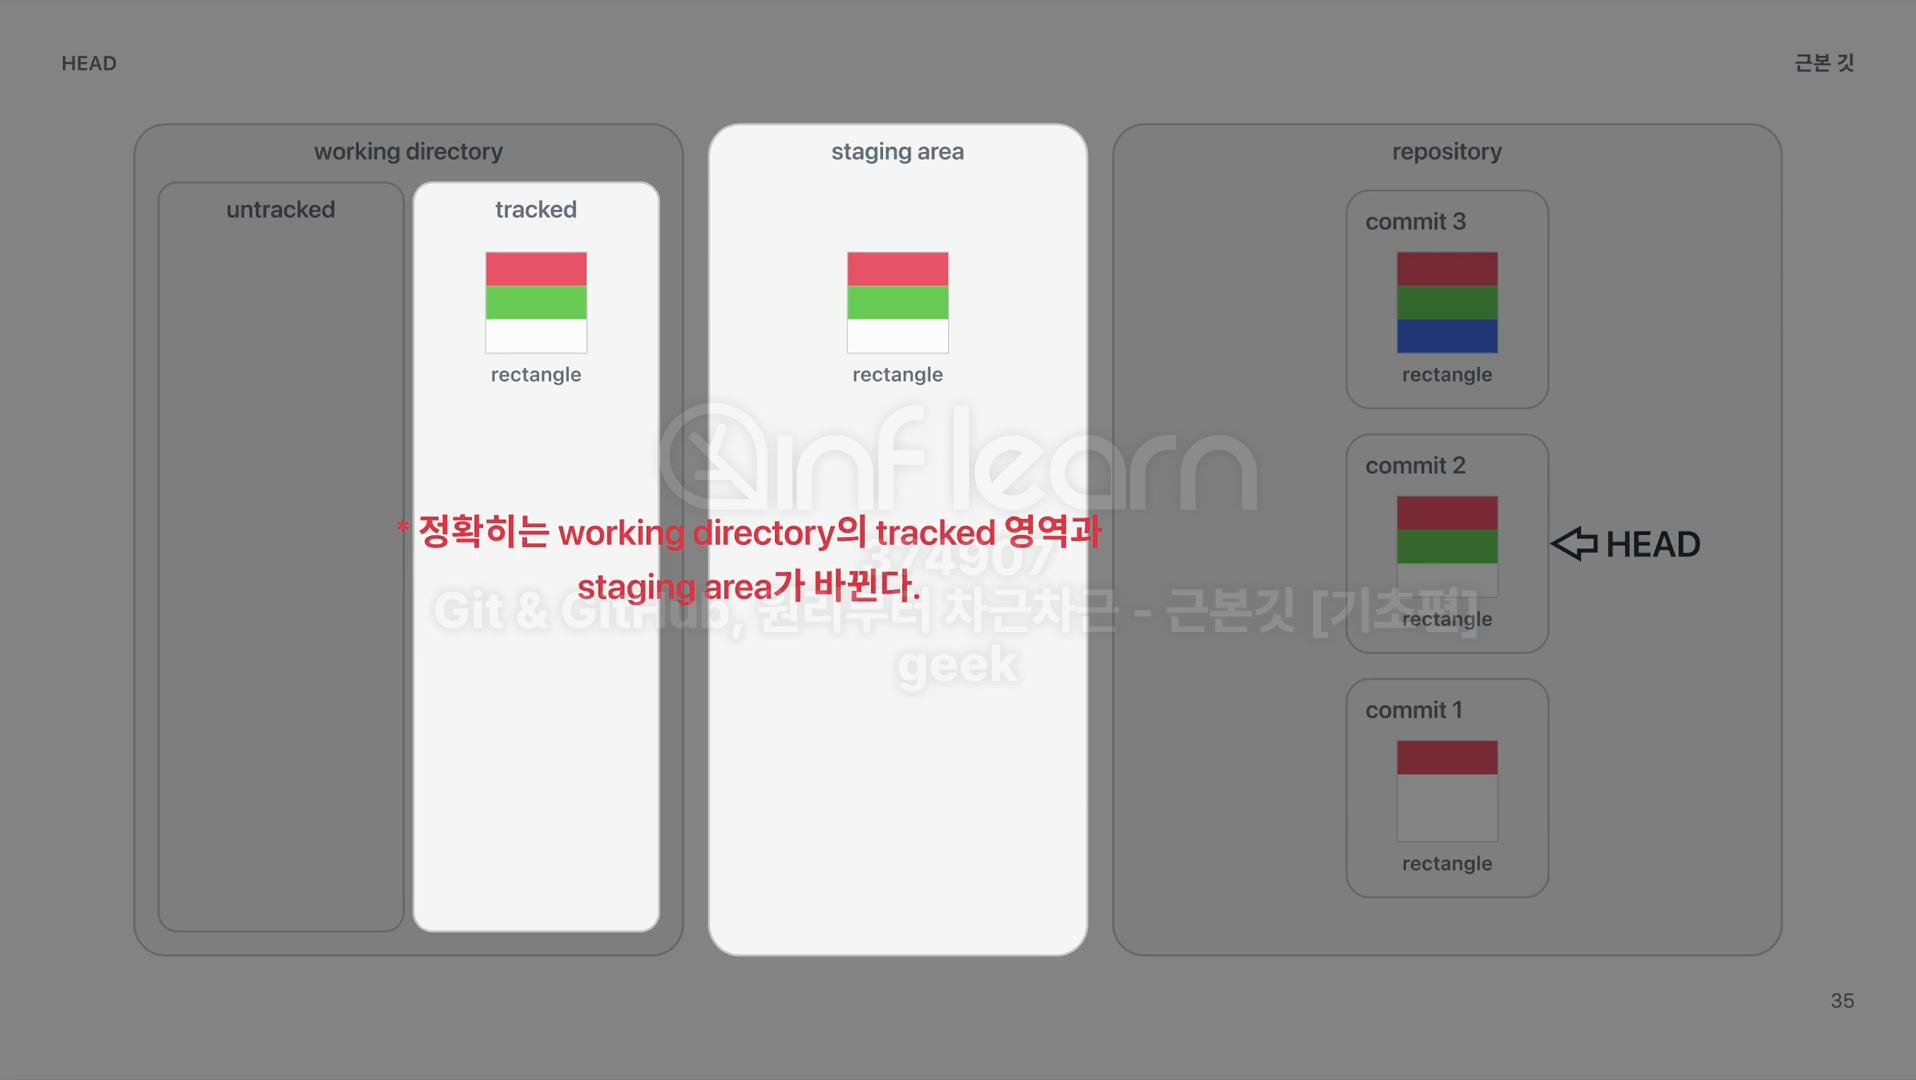 HEAD
근본 깃
working directory
staging area
repository
untracked
tracked
commit 3
rectangle
rectangle
rectangle
inflearn
commit 2
* 정확히는 working directory의 tracked 영역과
HEAD
374907
staging area가 바뀐다.
Git & GitHub, 원리부터 차근차근 - 근본깃 [기초편]
rectangle
geek
commit 1
rectangle
35